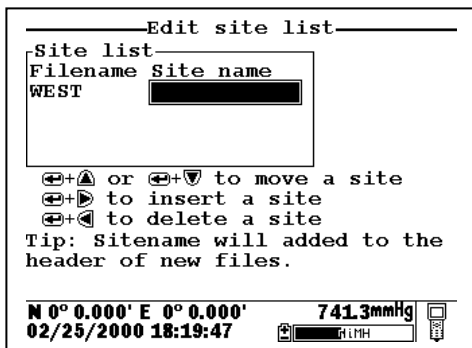 Edit site list
Site list
Filename Site name
WEST
+ or + to move a site
+ to insert a site
+ to delete a site
Tip: Sitename will added to the
header of new files.
N 0° 0.000' E 0° 0.000' 741.3mmHg
02/25/2000 18:19:47 NiMH